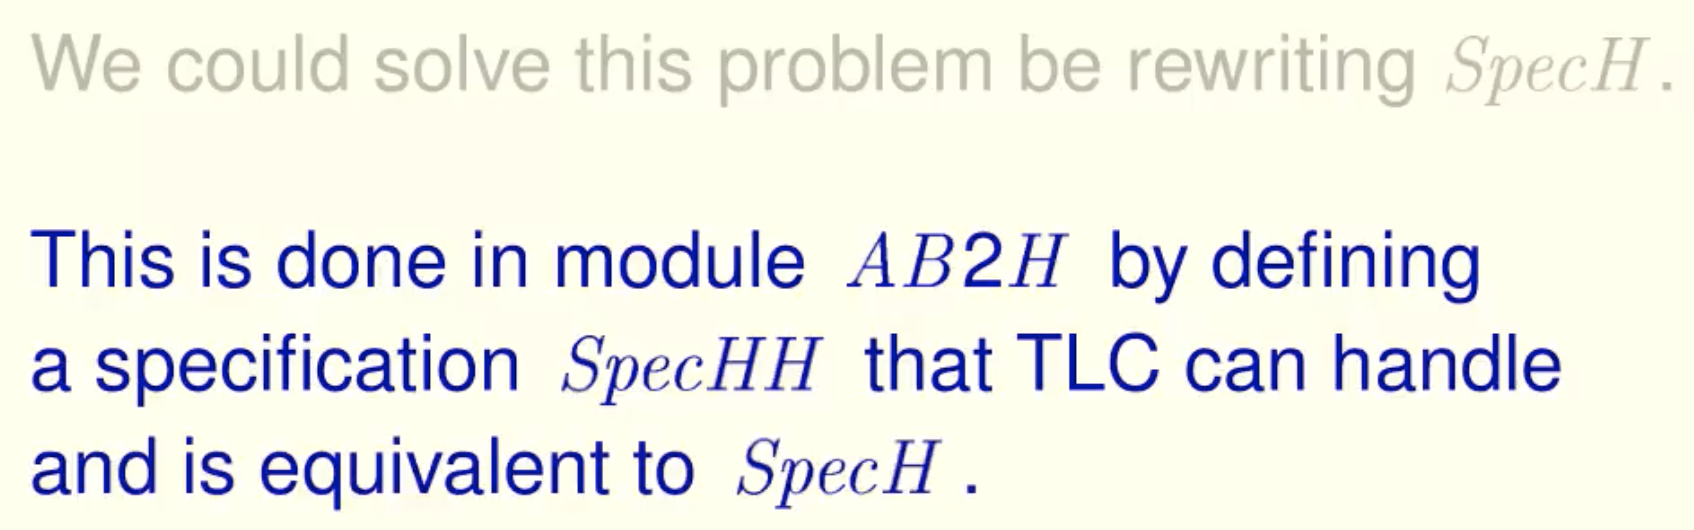 We could solve this problem be rewriting SpecH.
This is done in module AB2H by defining
a specification SpecHH that TLC can handle
and is equivalent to SpecH.